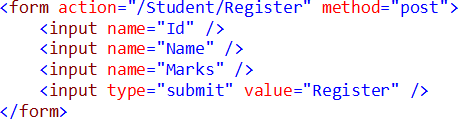 <form action="/Student/Register" method="post">
<input name="Id" />
<input name="Name" />
<input name="Marks" />
<input type="submit" value="Register" />
</form>